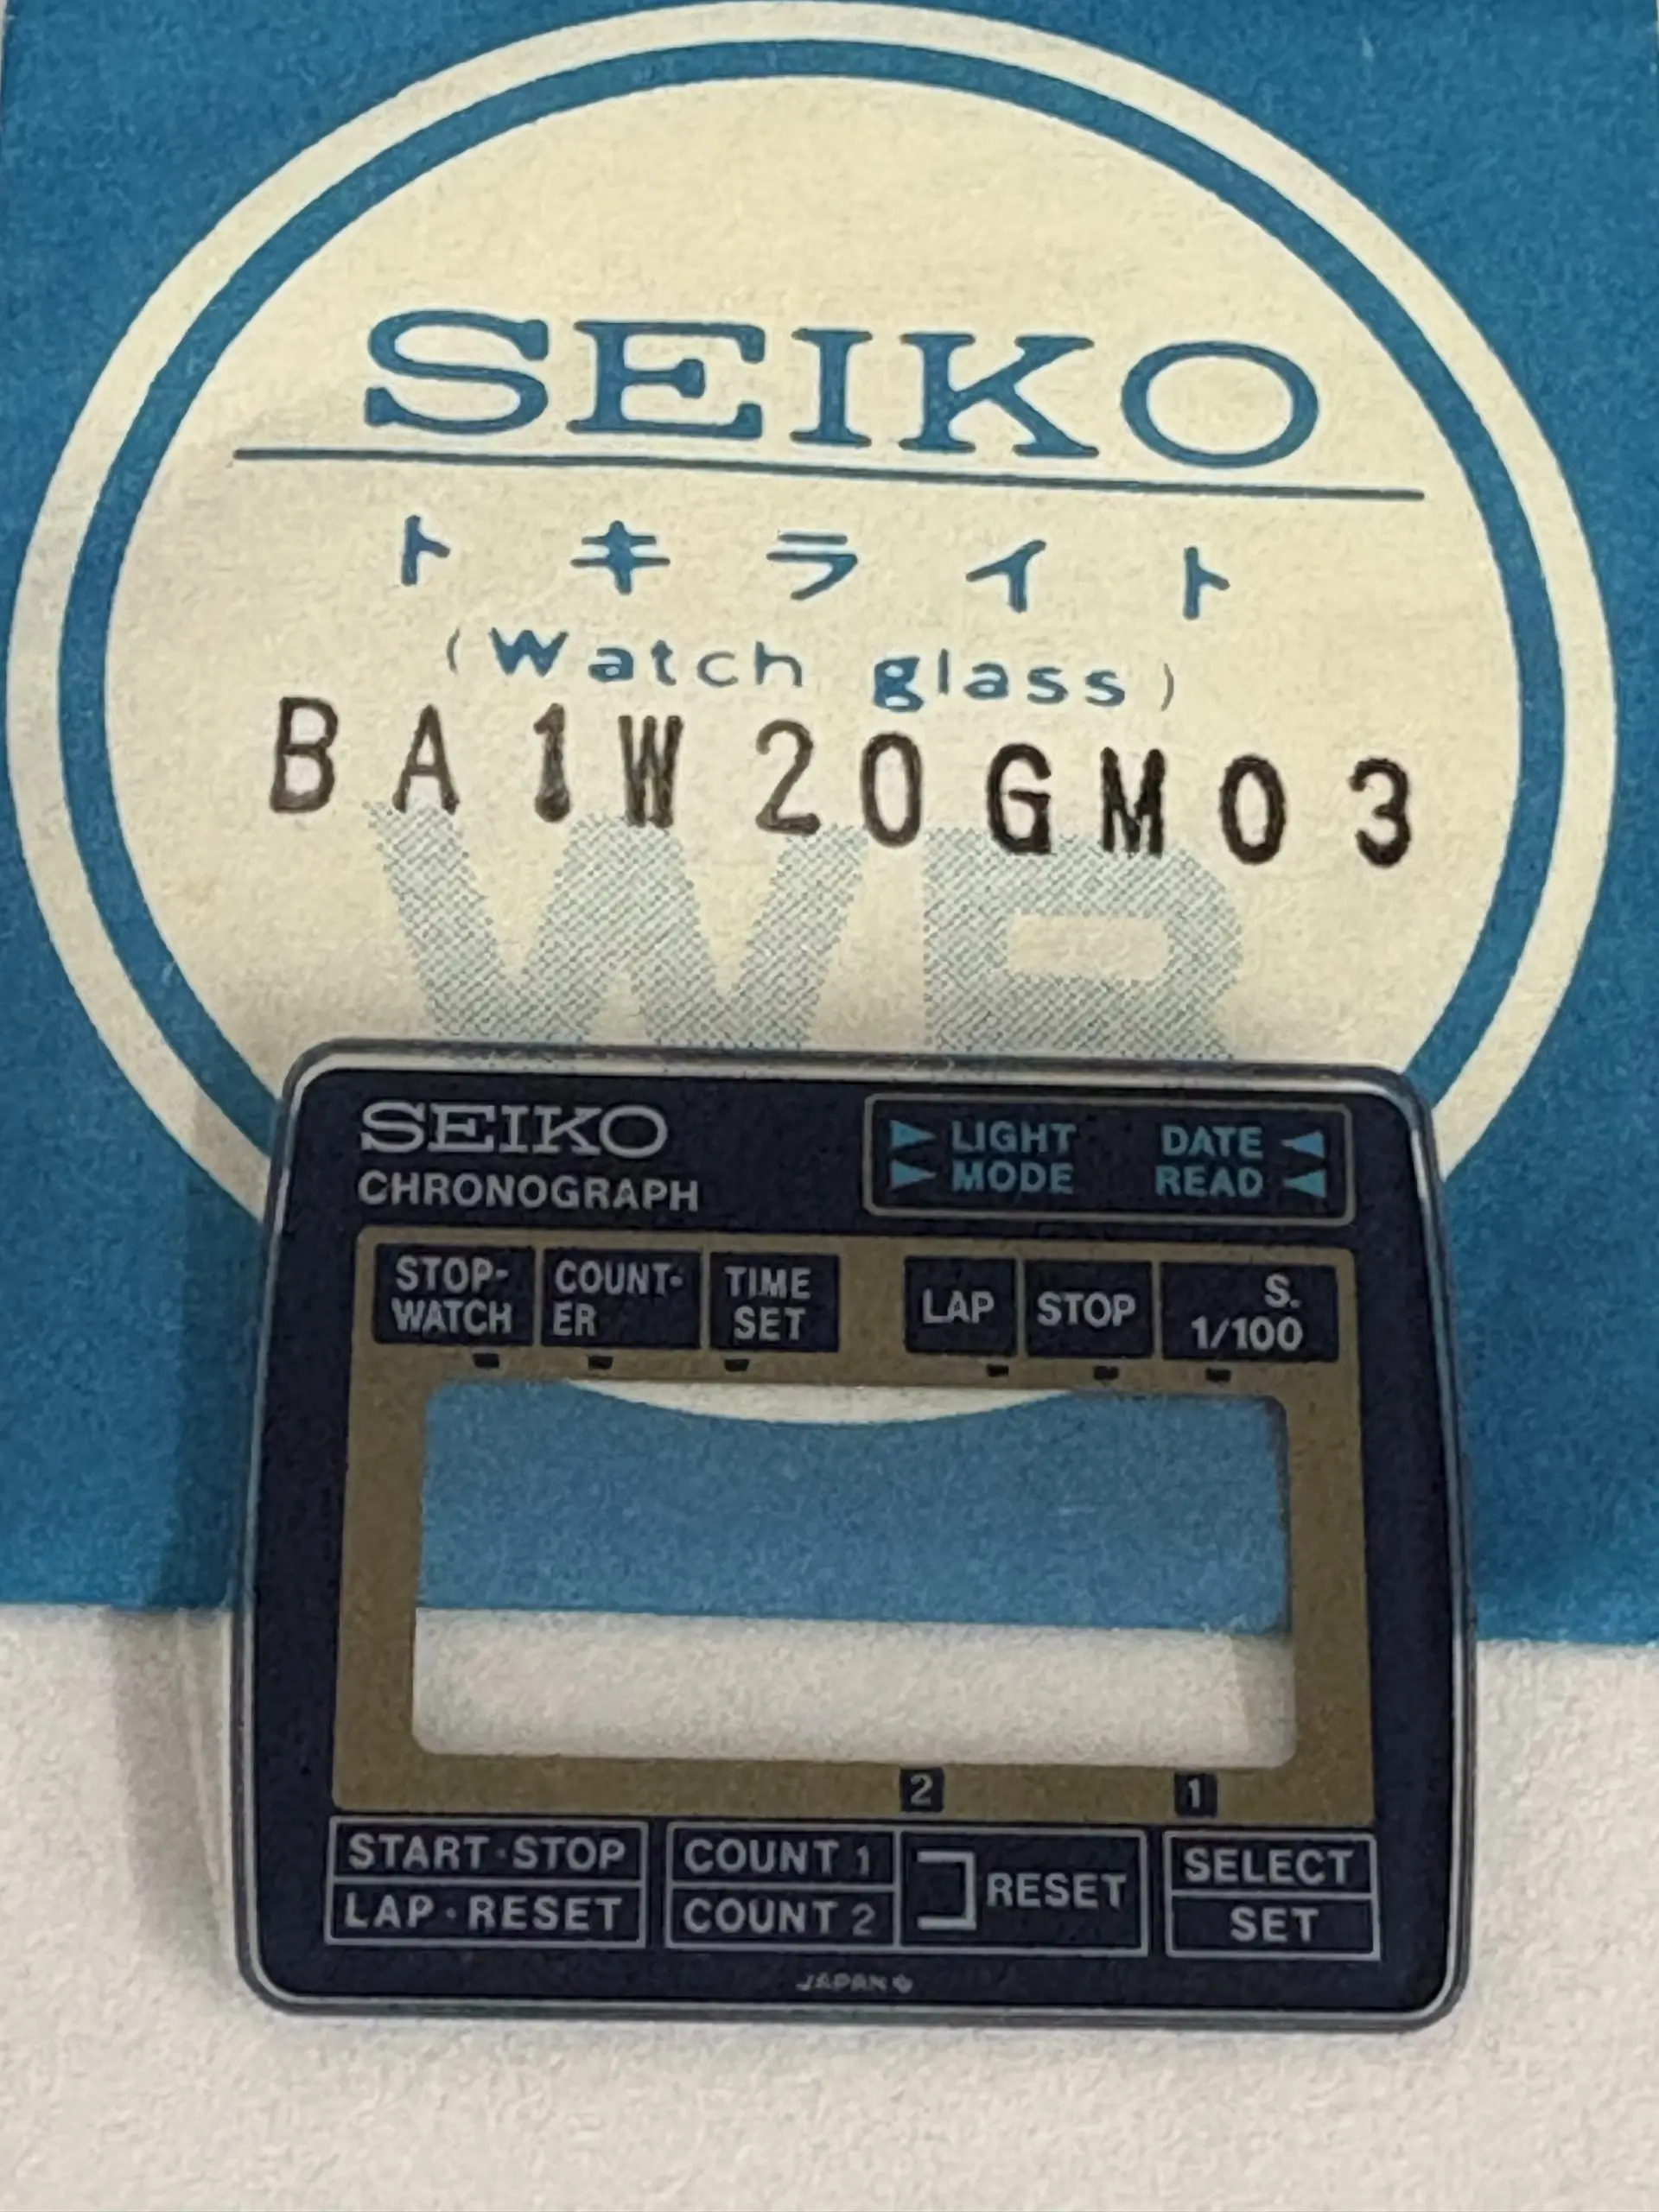 SEIKO
トキライト
(Watch glass)
BA1W20GM03
WR
SEIKO
CHRONOGRAPH
▶ LIGHT DATE ◀
▶ MODE READ ◀
STOP-
WATCH
COUNT-
ER
TIME
SET
LAP
STOP
S.
1/100
2
1
START·STOP
LAP·RESET
COUNT 1
COUNT 2
RESET
SELECT
SET
JAPAN